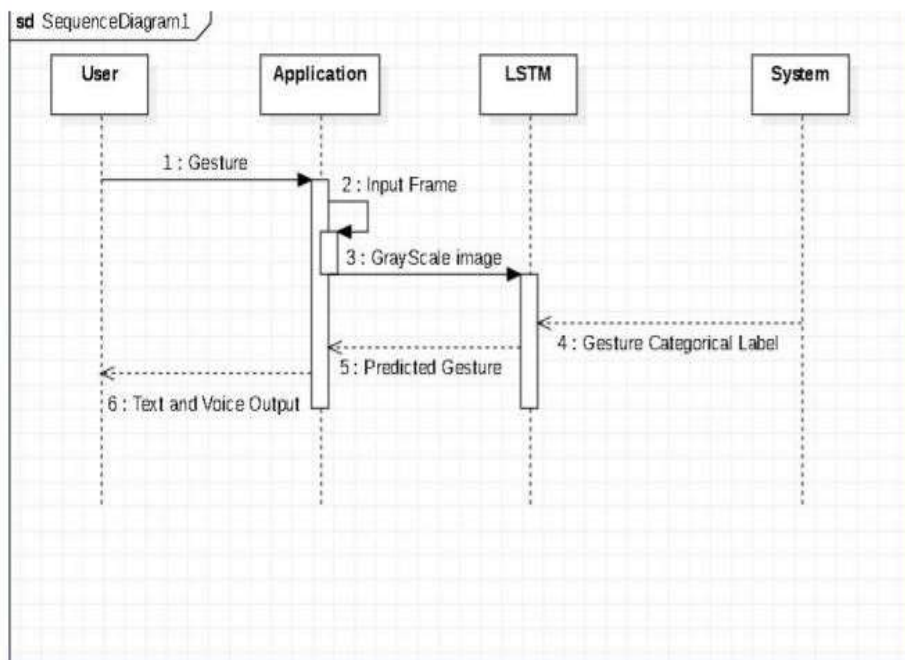 sd SequenceDiagram1
User
Application
LSTM
System
1 : Gesture
2 : Input Frame
3 : GrayScale image
4 : Gesture Categorical Label
5 : Predicted Gesture
6 : Text and Voice Output